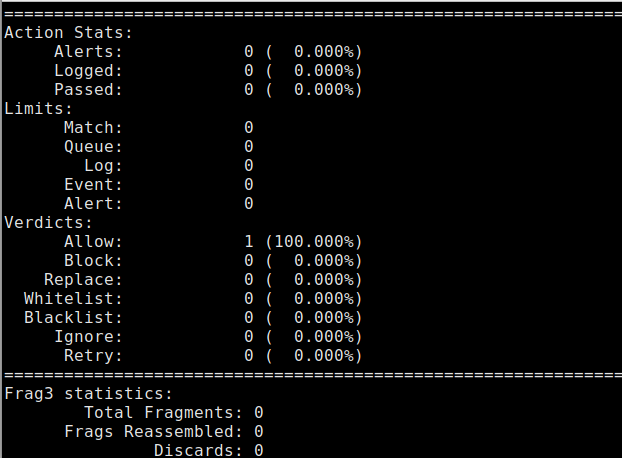 ===============================================================================
Action Stats:
     Alerts:            0 (  0.000%)
     Logged:            0 (  0.000%)
     Passed:            0 (  0.000%)
Limits:
      Match:            0
      Queue:            0
        Log:            0
      Event:            0
      Alert:            0
Verdicts:
      Allow:            1 (100.000%)
      Block:            0 (  0.000%)
    Replace:            0 (  0.000%)
  Whitelist:            0 (  0.000%)
  Blacklist:            0 (  0.000%)
     Ignore:            0 (  0.000%)
      Retry:            0 (  0.000%)
===============================================================================
Frag3 statistics:
        Total Fragments: 0
      Frags Reassembled: 0
               Discards: 0